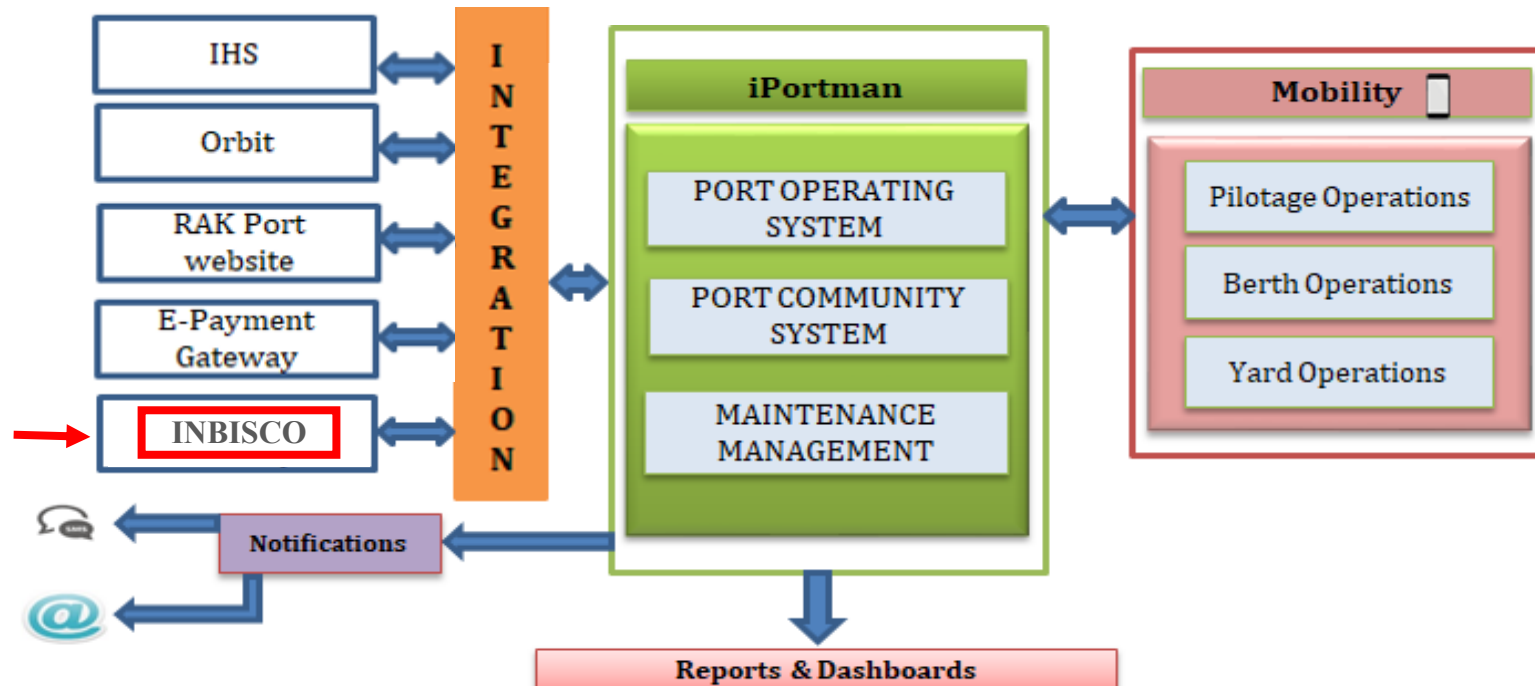 IHS
Orbit
RAK Port
website
E-Payment
Gateway
INBISCO
I
N
T
E
G
R
A
T
I
O
N
iPortman
PORT OPERATING
SYSTEM
PORT COMMUNITY
SYSTEM
MAINTENANCE
MANAGEMENT
Mobility
Pilotage Operations
Berth Operations
Yard Operations
SMS
Notifications
@
Reports & Dashboards